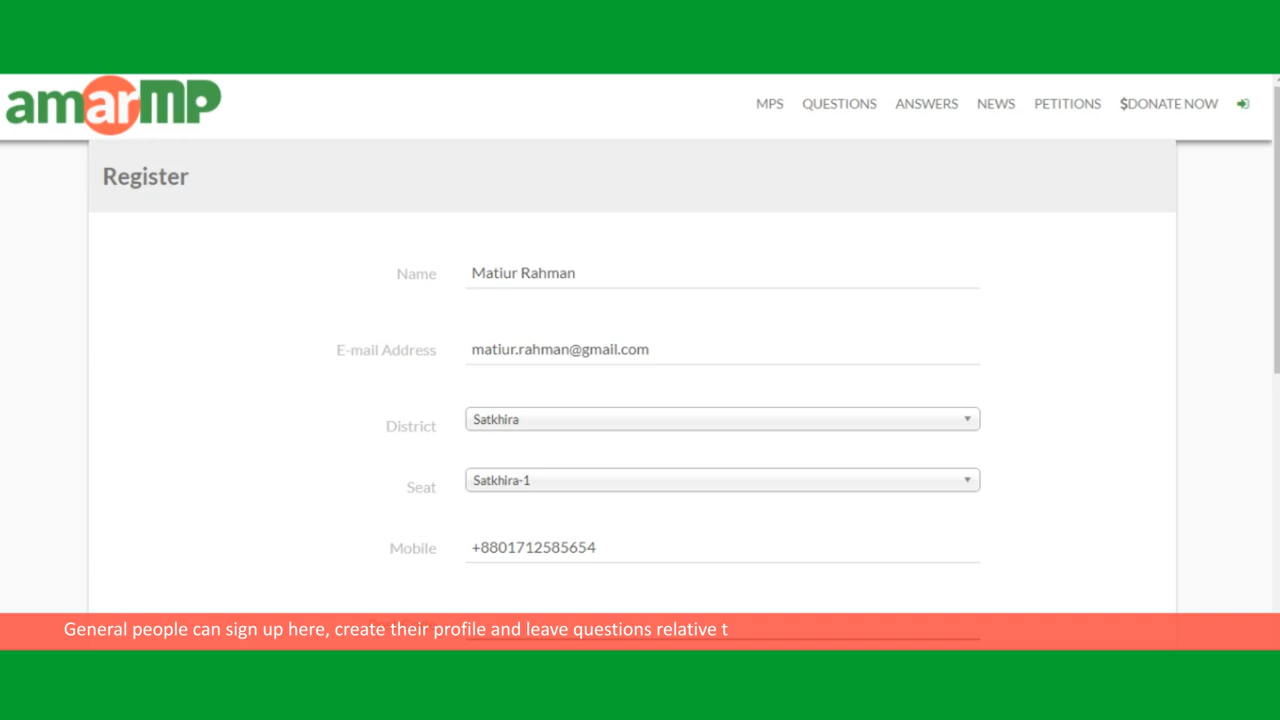 amarMP
MPS QUESTIONS ANSWERS NEWS PETITIONS $DONATE NOW
Register
Name Matiur Rahman
E-mail Address matiur.rahman@gmail.com
District Satkhira
Seat Satkhira-1
Mobile +8801712585654
General people can sign up here, create their profile and leave questions relative t